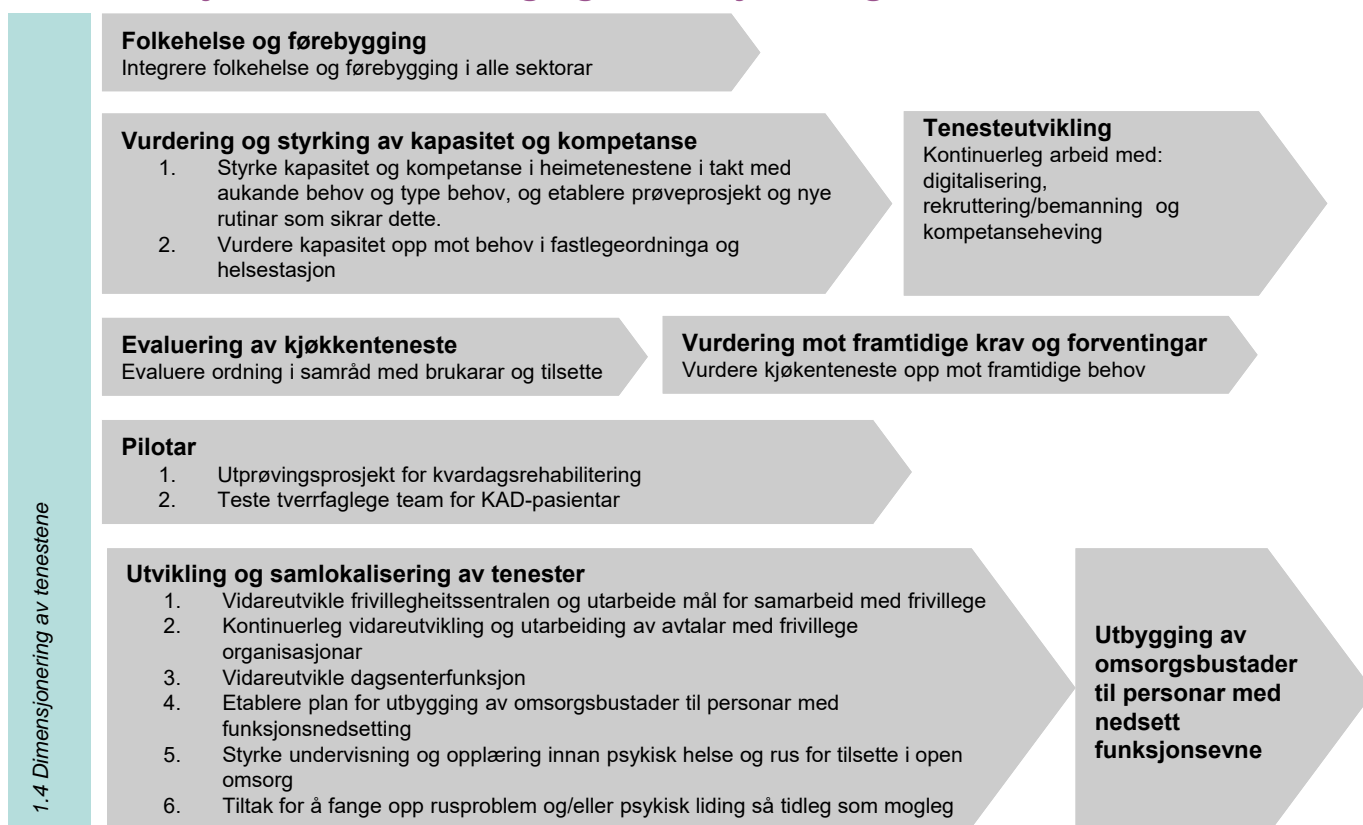 Folkehelse og førebygging
Integrere folkehelse og førebygging i alle sektorar
Vurdering og styrking av kapasitet og kompetanse
1. Styrke kapasitet og kompetanse i heimetenestene i takt med
aukande behov og type behov, og etablere prøveprosjekt og nye
rutinar som sikrar dette.
2. Vurdere kapasitet opp mot behov i fastlegeordninga og
helsestasjon
Tenesteutvikling
Kontinuerleg arbeid med:
digitalisering,
rekruttering/bemanning og
kompetanseheving
Evaluering av kjøkkenteneste
Evaluere ordning i samråd med brukarar og tilsette
Vurdering mot framtidige krav og forventingar
Vurdere kjøkenteneste opp mot framtidige behov
Pilotar
1. Utprøvingsprosjekt for kvardagsrehabilitering
2. Teste tverrfaglege team for KAD-pasientar
Utvikling og samlokalisering av tenester
1. Vidareutvikle frivillegheitssentralen og utarbeide mål for samarbeid med frivillege
2. Kontinuerleg vidareutvikling og utarbeiding av avtalar med frivillege
organisasjonar
3. Vidareutvikle dagsenterfunksjon
4. Etablere plan for utbygging av omsorgsbustader til personar med
funksjonsnedsetting
5. Styrke undervisning og opplæring innan psykisk helse og rus for tilsette i open
omsorg
6. Tiltak for å fange opp rusproblem og/eller psykisk liding så tidleg som mogleg
Utbygging av
omsorgsbustader
til personar med
nedsett
funksjonsevne
1.4 Dimensjonering av tenestene